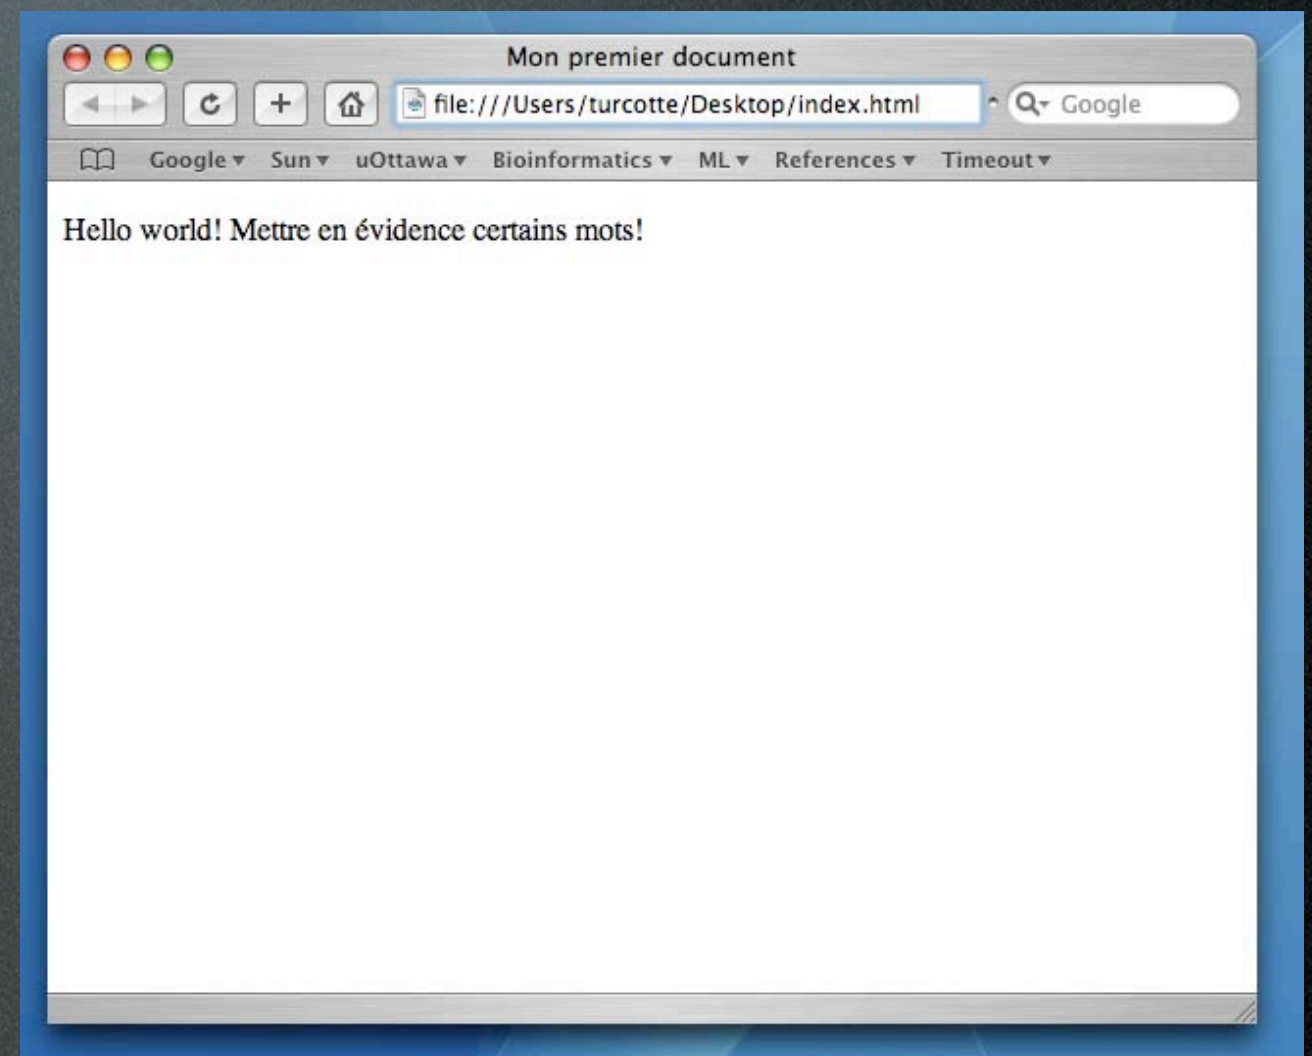 Mon premier document
file:///Users/turcotte/Desktop/index.html
Google
Google Sun uOttawa Bioinformatics ML References Timeout
Hello world! Mettre en évidence certains mots!